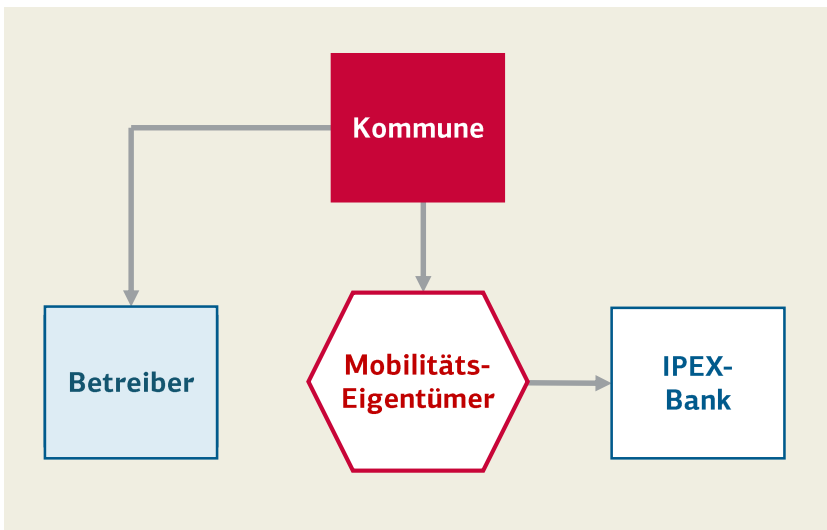 Kommune
Betreiber
Mobilitäts-
Eigentümer
IPEX-
Bank